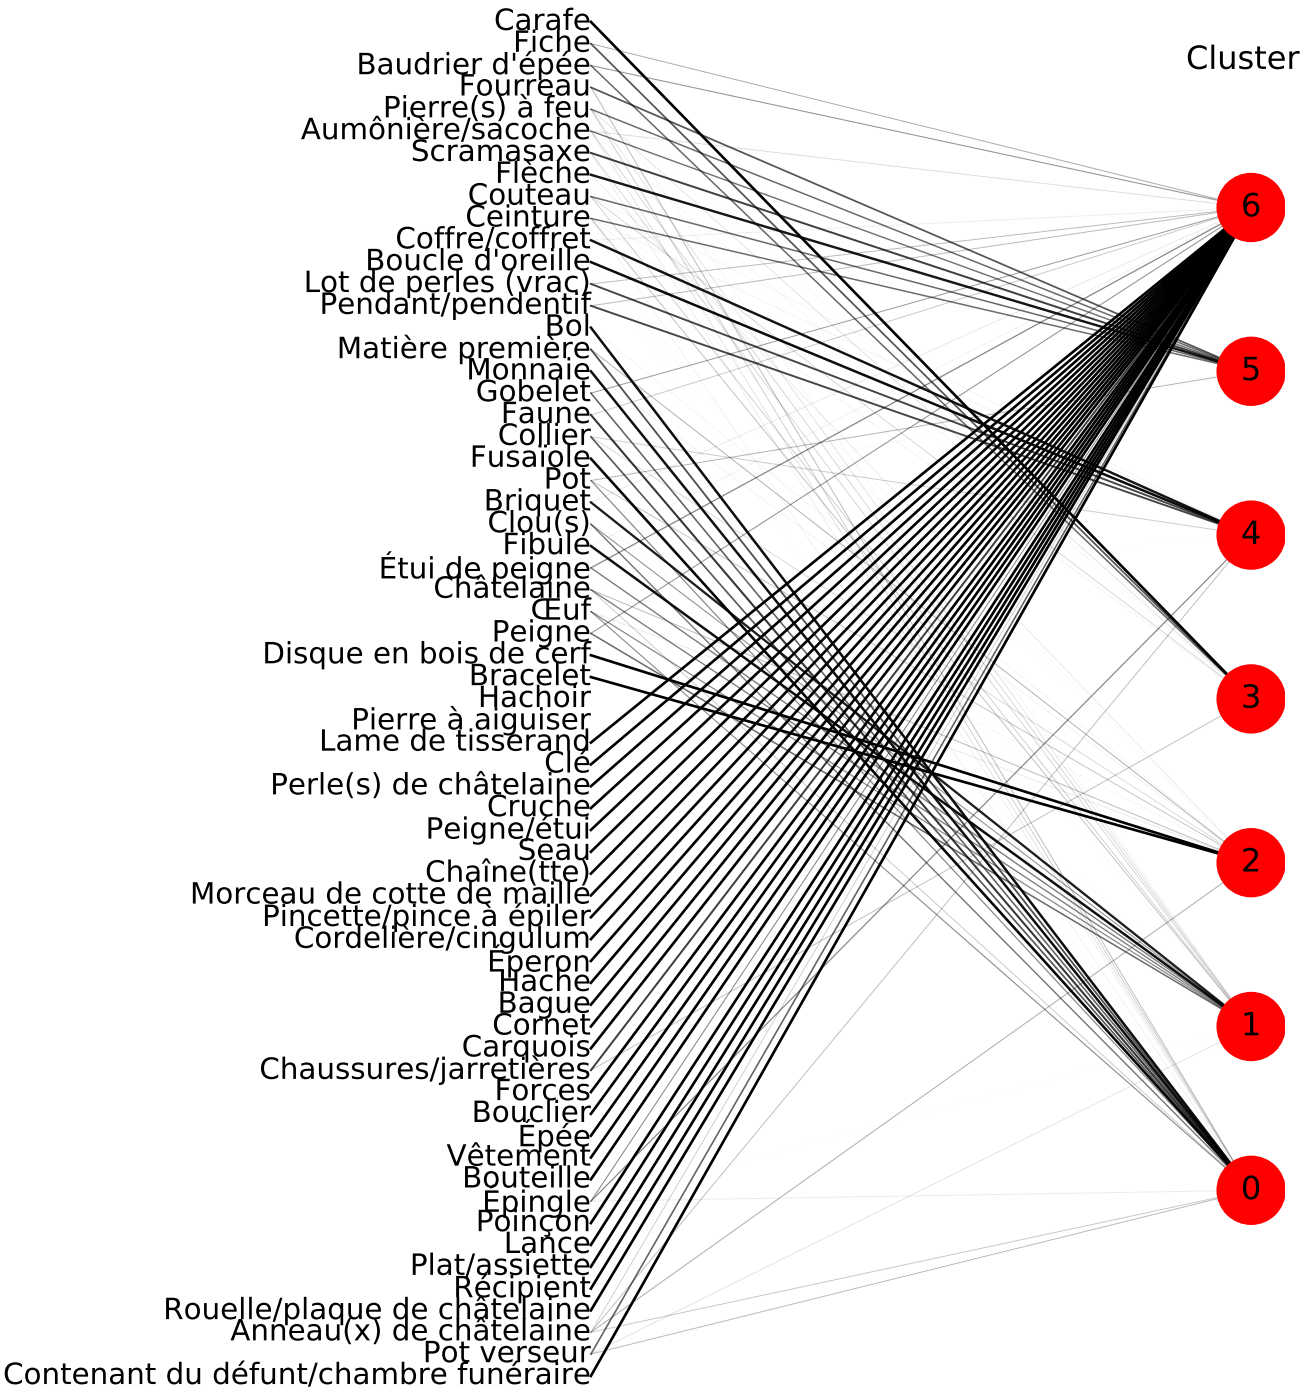 Carafe
Fiche
Baudrier d'épée
Fourreau
Pierre(s) à feu
Aumônière/sacoche
Scramasaxe
Flèche
Couteau
Ceinture
Coffre/coffret
Boucle d'oreille
Lot de perles (vrac)
Pendant/pendentif
Bol
Matière première
Monnaie
Gobelet
Faune
Collier
Fusaïole
Pot
Briquet
Clou(s)
Fibule
Étui de peigne
Châtelaine
Œuf
Peigne
Disque en bois de cerf
Bracelet
Hachoir
Pierre à aiguiser
Lame de tisserand
Clé
Perle(s) de châtelaine
Cruche
Peigne/étui
Seau
Chaîne(tte)
Morceau de cotte de maille
Pincette/pince à épiler
Cordelière/cingulum
Éperon
Hache
Bague
Cornet
Carquois
Chaussures/jarretières
Forces
Bouclier
Épée
Vêtement
Bouteille
Epingle
Poinçon
Lance
Plat/assiette
Récipient
Rouelle/plaque de châtelaine
Anneau(x) de châtelaine
Pot verseur
Contenant du défunt/chambre funéraire
Cluster
6
5
4
3
2
1
0